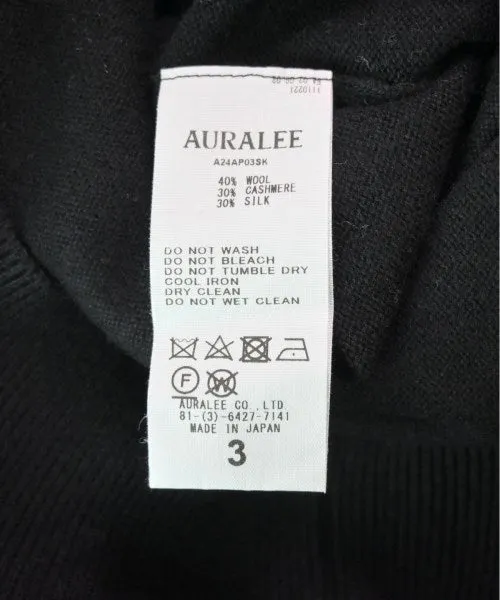 AURALEE
A24AP03SK
40% WOOL
30% CASHMERE
30% SILK
DO NOT WASH
DO NOT BLEACH
DO NOT TUMBLE DRY
COOL IRON
DRY CLEAN
DO NOT WET CLEAN
F W
AURALEE CO., LTD.
81-(3)-6427-7141
MADE IN JAPAN
3